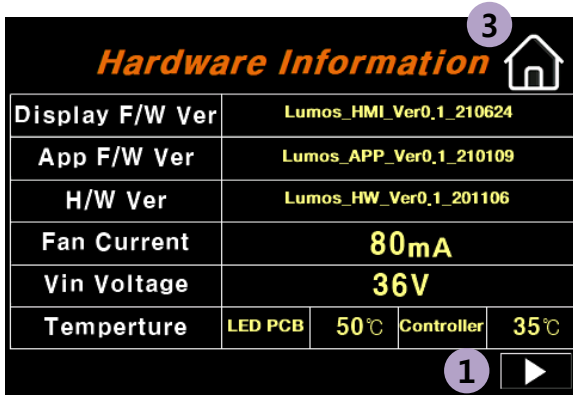 3
Hardware Information
Display F/W Ver Lumos_HMI_Ver0.1_210624
App F/W Ver Lumos_APP_Ver0.1_210109
H/W Ver Lumos_HW_Ver0.1_201106
Fan Current 80mA
Vin Voltage 36V
Temperture LED PCB 50℃ Controller 35℃
1